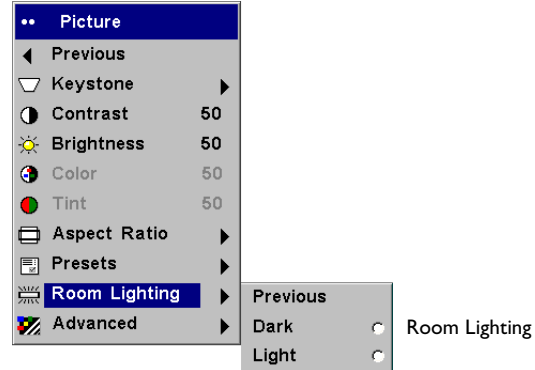 •• Picture
Previous
Keystone
Contrast 50
Brightness 50
Color 50
Tint 50
Aspect Ratio
Presets
Room Lighting
Advanced
Previous
Dark
Light
Room Lighting